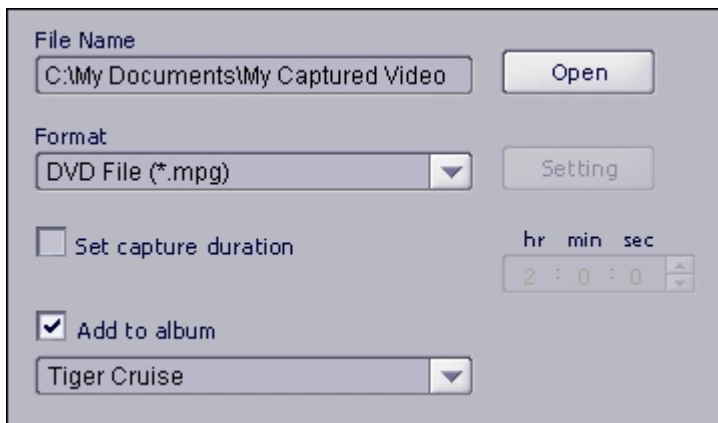 File Name
C:\My Documents\My Captured Video
Open
Format
DVD File (*.mpg)
Setting
Set capture duration
hr min sec
2 : 0 : 0
Add to album
Tiger Cruise